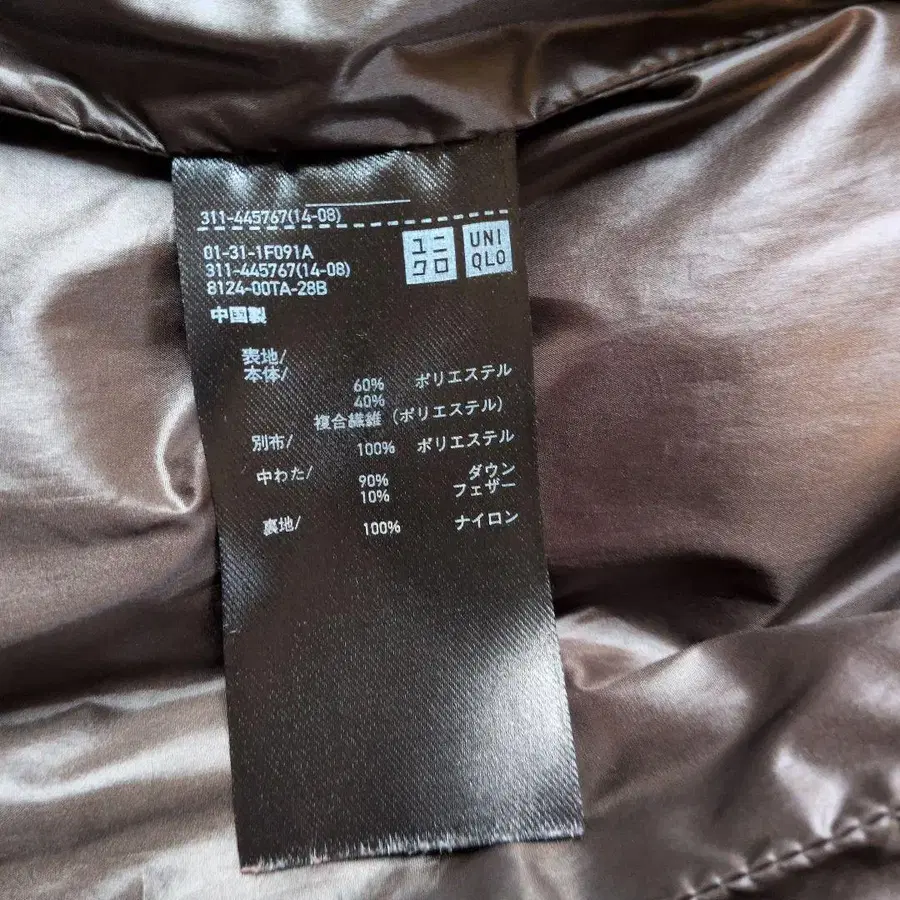 311-445767(14-08)
ユニ
クロ
UNI
QLO
01-31-1F091A
311-445767(14-08)
8124-00TA-28B
中国製
表地/
本体/
60% ポリエステル
40%
複合繊維(ポリエステル)
別布/ 100% ポリエステル
中わた/ 90% ダウン
10% フェザー
裏地/ 100% ナイロン